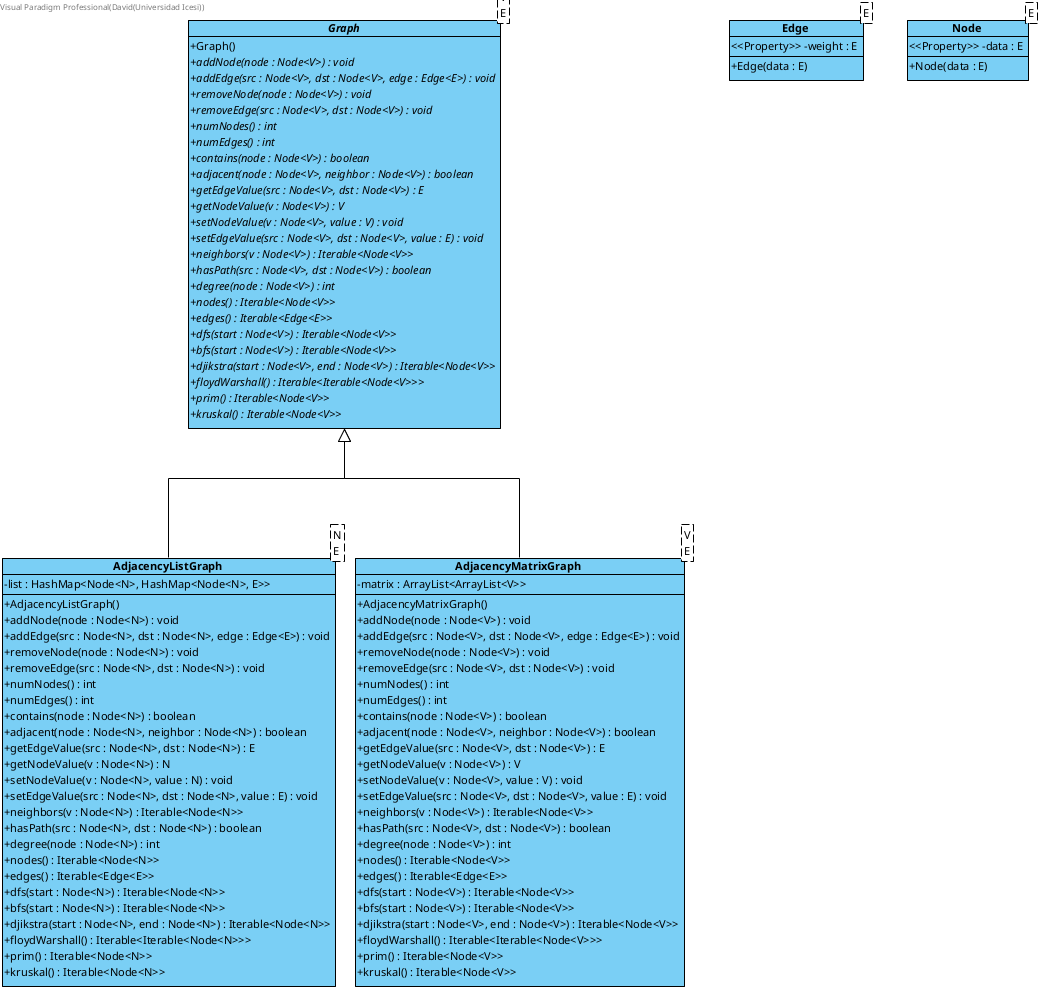 Visual Paradigm Professional(David(Universidad Icesi))
E
Graph
+Graph()
+addNode(node : Node<V>) : void
+addEdge(src : Node<V>, dst : Node<V>, edge : Edge<E>) : void
+removeNode(node : Node<V>) : void
+removeEdge(src : Node<V>, dst : Node<V>) : void
+numNodes() : int
+numEdges() : int
+contains(node : Node<V>) : boolean
+adjacent(node : Node<V>, neighbor : Node<V>) : boolean
+getEdgeValue(src : Node<V>, dst : Node<V>) : E
+getNodeValue(v : Node<V>) : V
+setNodeValue(v : Node<V>, value : V) : void
+setEdgeValue(src : Node<V>, dst : Node<V>, value : E) : void
+neighbors(v : Node<V>) : Iterable<Node<V>>
+hasPath(src : Node<V>, dst : Node<V>) : boolean
+degree(node : Node<V>) : int
+nodes() : Iterable<Node<V>>
+edges() : Iterable<Edge<E>>
+dfs(start : Node<V>) : Iterable<Node<V>>
+bfs(start : Node<V>) : Iterable<Node<V>>
+djikstra(start : Node<V>, end : Node<V>) : Iterable<Node<V>>
+floydWarshall() : Iterable<Iterable<Node<V>>>
+prim() : Iterable<Node<V>>
+kruskal() : Iterable<Node<V>>
E
Edge
<<Property>> -weight : E
+Edge(data : E)
E
Node
<<Property>> -data : E
+Node(data : E)
N
E
AdjacencyListGraph
-list : HashMap<Node<N>, HashMap<Node<N>, E>>
+AdjacencyListGraph()
+addNode(node : Node<N>) : void
+addEdge(src : Node<N>, dst : Node<N>, edge : Edge<E>) : void
+removeNode(node : Node<N>) : void
+removeEdge(src : Node<N>, dst : Node<N>) : void
+numNodes() : int
+numEdges() : int
+contains(node : Node<N>) : boolean
+adjacent(node : Node<N>, neighbor : Node<N>) : boolean
+getEdgeValue(src : Node<N>, dst : Node<N>) : E
+getNodeValue(v : Node<N>) : N
+setNodeValue(v : Node<N>, value : N) : void
+setEdgeValue(src : Node<N>, dst : Node<N>, value : E) : void
+neighbors(v : Node<N>) : Iterable<Node<N>>
+hasPath(src : Node<N>, dst : Node<N>) : boolean
+degree(node : Node<N>) : int
+nodes() : Iterable<Node<N>>
+edges() : Iterable<Edge<E>>
+dfs(start : Node<N>) : Iterable<Node<N>>
+bfs(start : Node<N>) : Iterable<Node<N>>
+djikstra(start : Node<N>, end : Node<N>) : Iterable<Node<N>>
+floydWarshall() : Iterable<Iterable<Node<N>>>
+prim() : Iterable<Node<N>>
+kruskal() : Iterable<Node<N>>
V
E
AdjacencyMatrixGraph
-matrix : ArrayList<ArrayList<V>>
+AdjacencyMatrixGraph()
+addNode(node : Node<V>) : void
+addEdge(src : Node<V>, dst : Node<V>, edge : Edge<E>) : void
+removeNode(node : Node<V>) : void
+removeEdge(src : Node<V>, dst : Node<V>) : void
+numNodes() : int
+numEdges() : int
+contains(node : Node<V>) : boolean
+adjacent(node : Node<V>, neighbor : Node<V>) : boolean
+getEdgeValue(src : Node<V>, dst : Node<V>) : E
+getNodeValue(v : Node<V>) : V
+setNodeValue(v : Node<V>, value : V) : void
+setEdgeValue(src : Node<V>, dst : Node<V>, value : E) : void
+neighbors(v : Node<V>) : Iterable<Node<V>>
+hasPath(src : Node<V>, dst : Node<V>) : boolean
+degree(node : Node<V>) : int
+nodes() : Iterable<Node<V>>
+edges() : Iterable<Edge<E>>
+dfs(start : Node<V>) : Iterable<Node<V>>
+bfs(start : Node<V>) : Iterable<Node<V>>
+djikstra(start : Node<V>, end : Node<V>) : Iterable<Node<V>>
+floydWarshall() : Iterable<Iterable<Node<V>>>
+prim() : Iterable<Node<V>>
+kruskal() : Iterable<Node<V>>